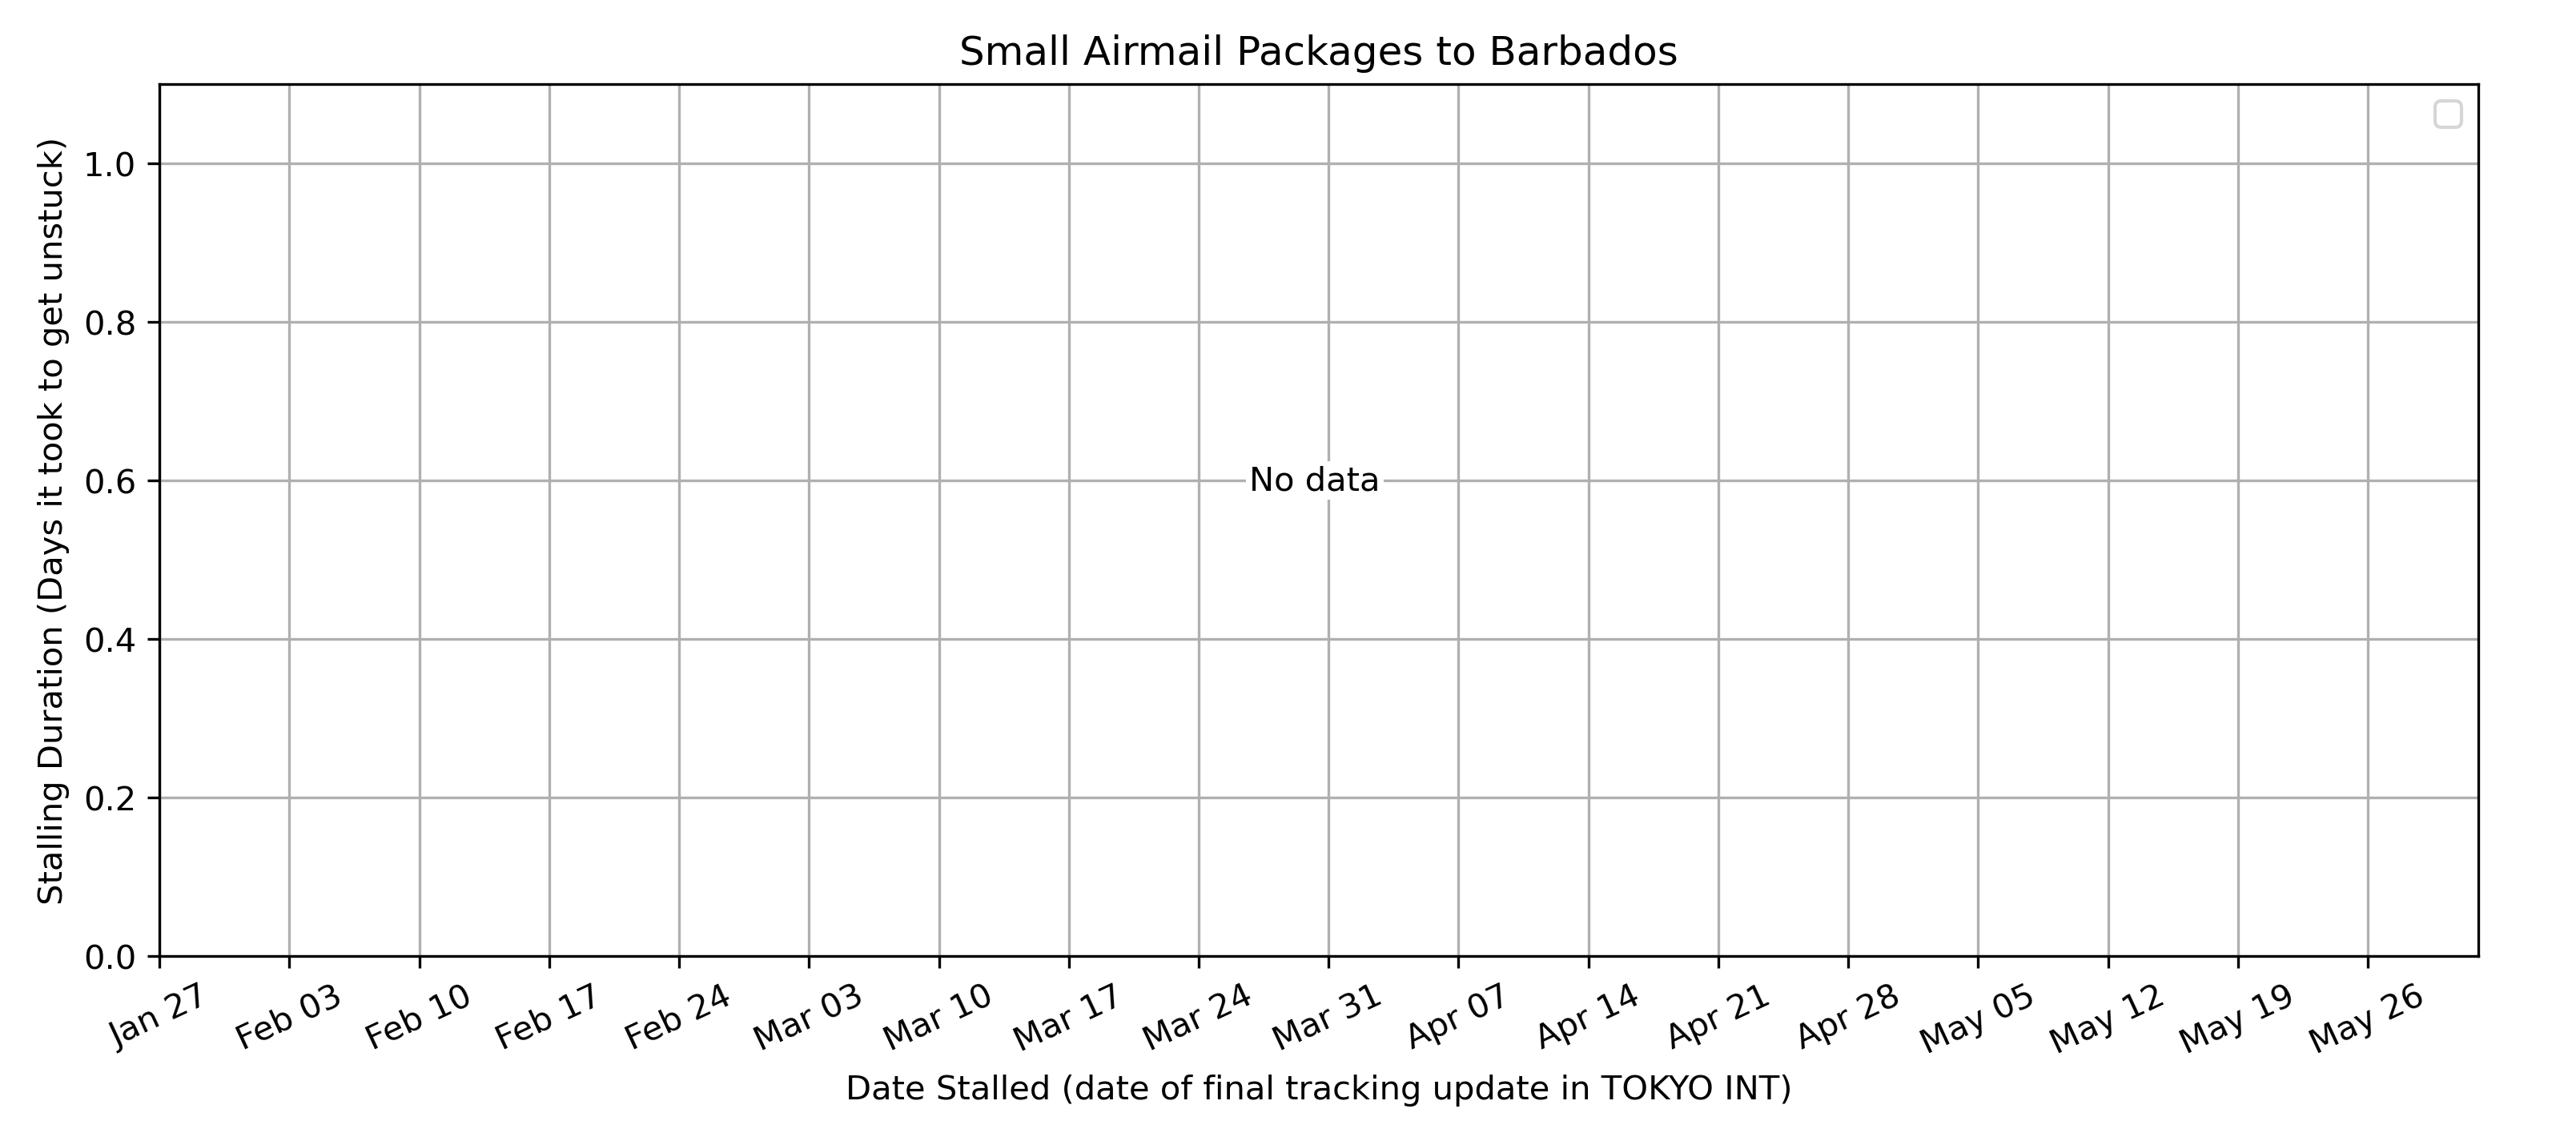 Small Airmail Packages to Barbados
Stalling Duration (Days it took to get unstuck)
1.0
0.8
0.6
0.4
0.2
0.0
No data
Jan 27
Feb 03
Feb 10
Feb 17
Feb 24
Mar 03
Mar 10
Mar 17
Mar 24
Mar 31
Apr 07
Apr 14
Apr 21
Apr 28
May 05
May 12
May 19
May 26
Date Stalled (date of final tracking update in TOKYO INT)